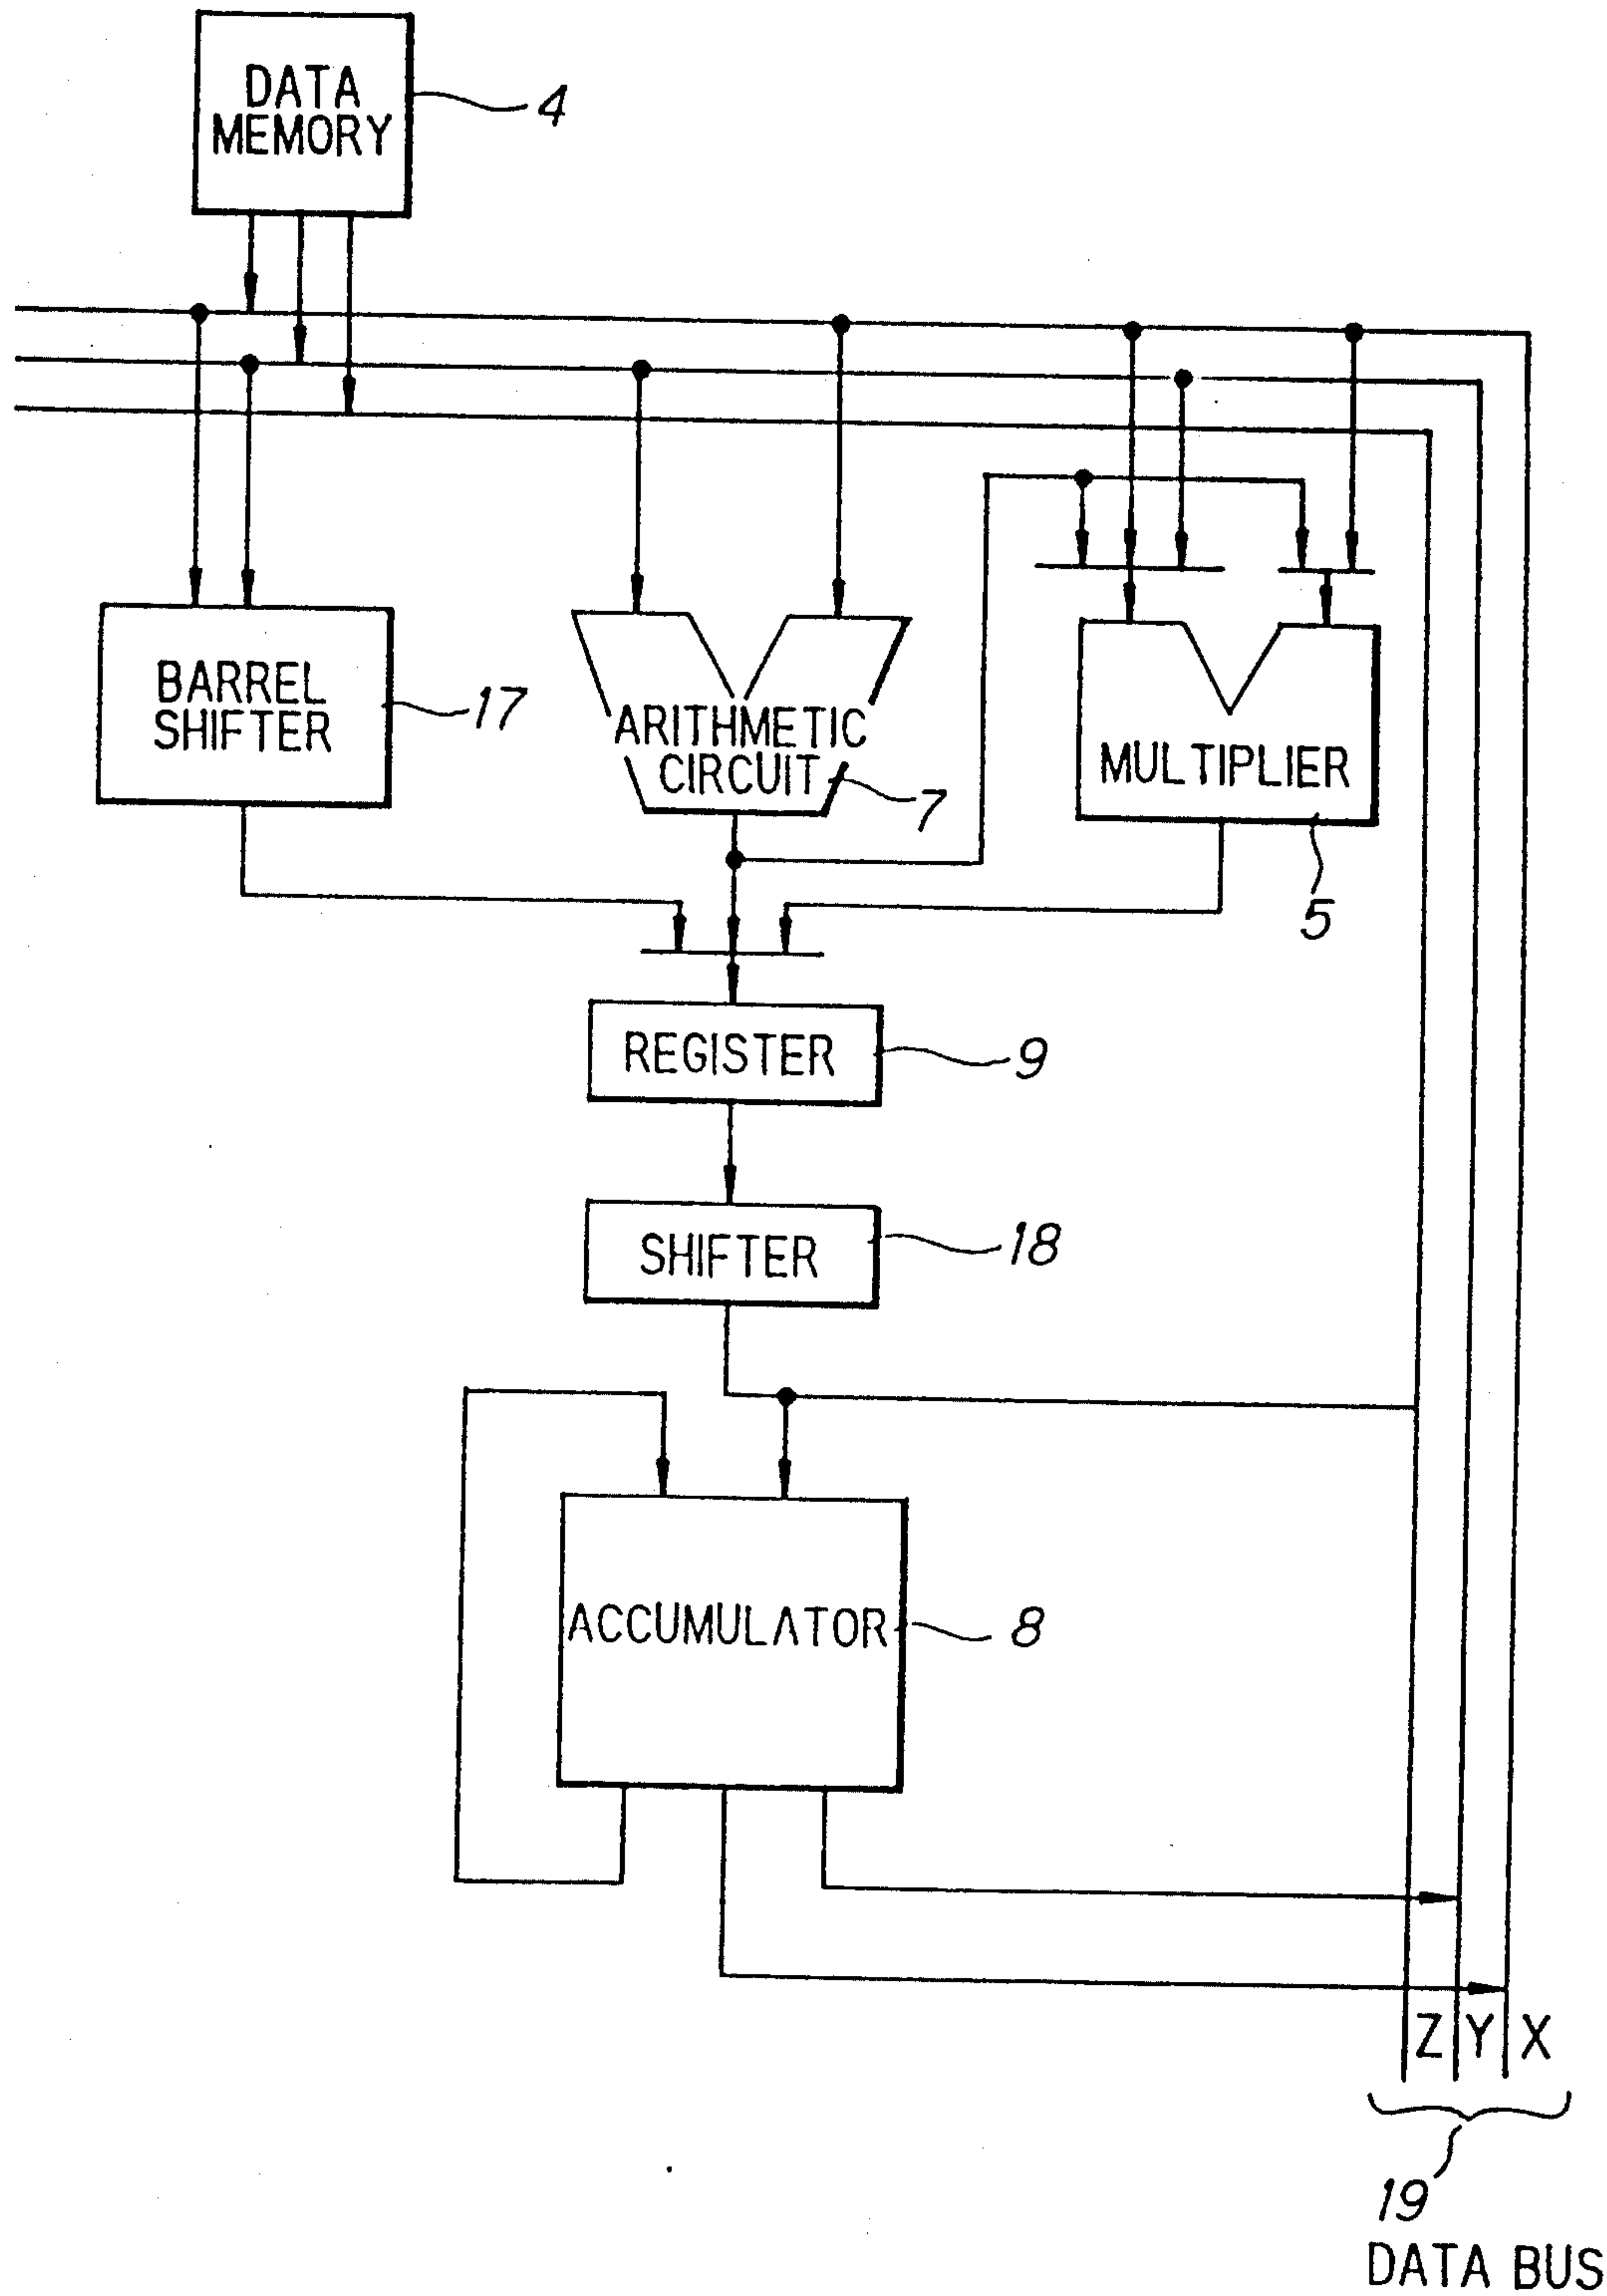 DATA
MEMORY
4
BARREL
SHIFTER
17
ARITHMETIC
CIRCUIT
7
MULTIPLIER
5
REGISTER
9
SHIFTER
18
ACCUMULATOR
8
Z Y X
19
DATA BUS